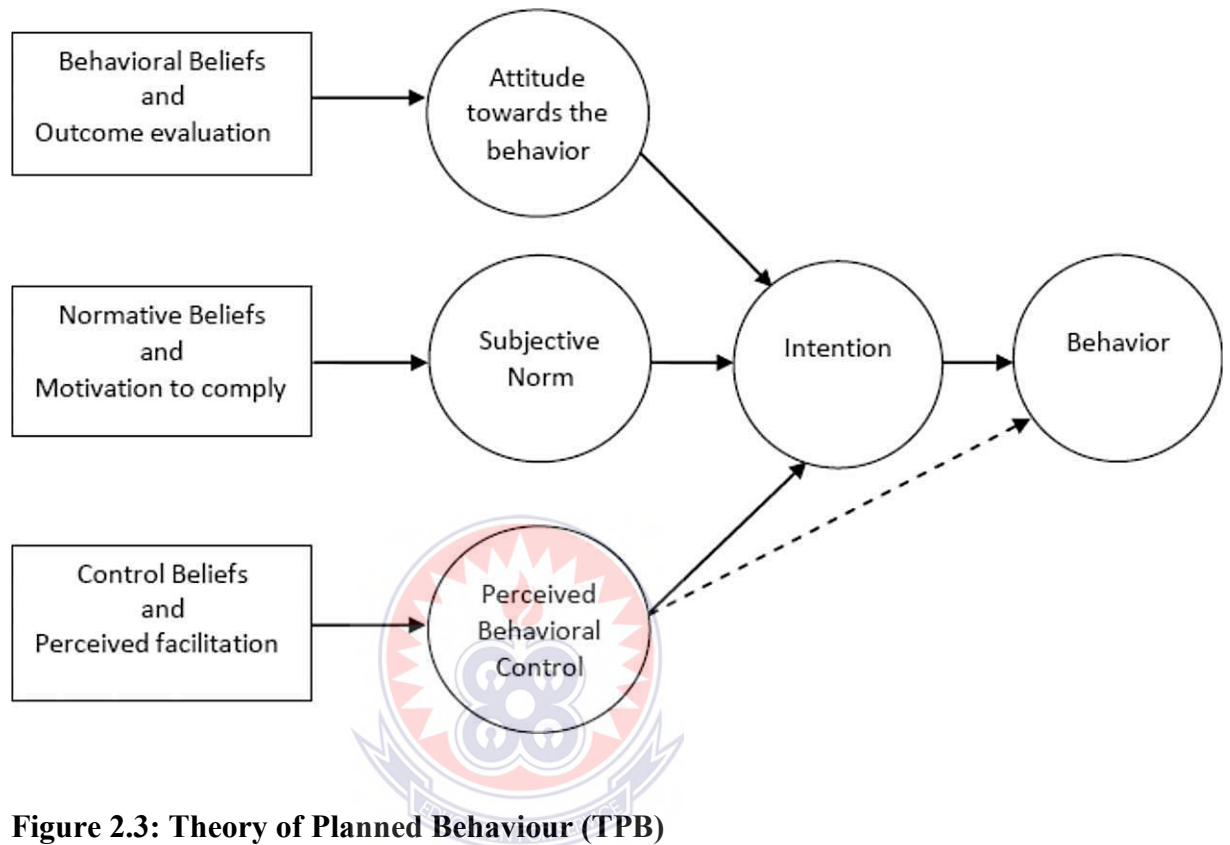 Behavioral Beliefs
and
Outcome evaluation
Attitude
towards the
behavior
Normative Beliefs
and
Motivation to comply
Subjective
Norm
Intention
Behavior
Control Beliefs
and
Perceived facilitation
Perceived
Behavioral
Control
Figure 2.3: Theory of Planned Behaviour (TPB)